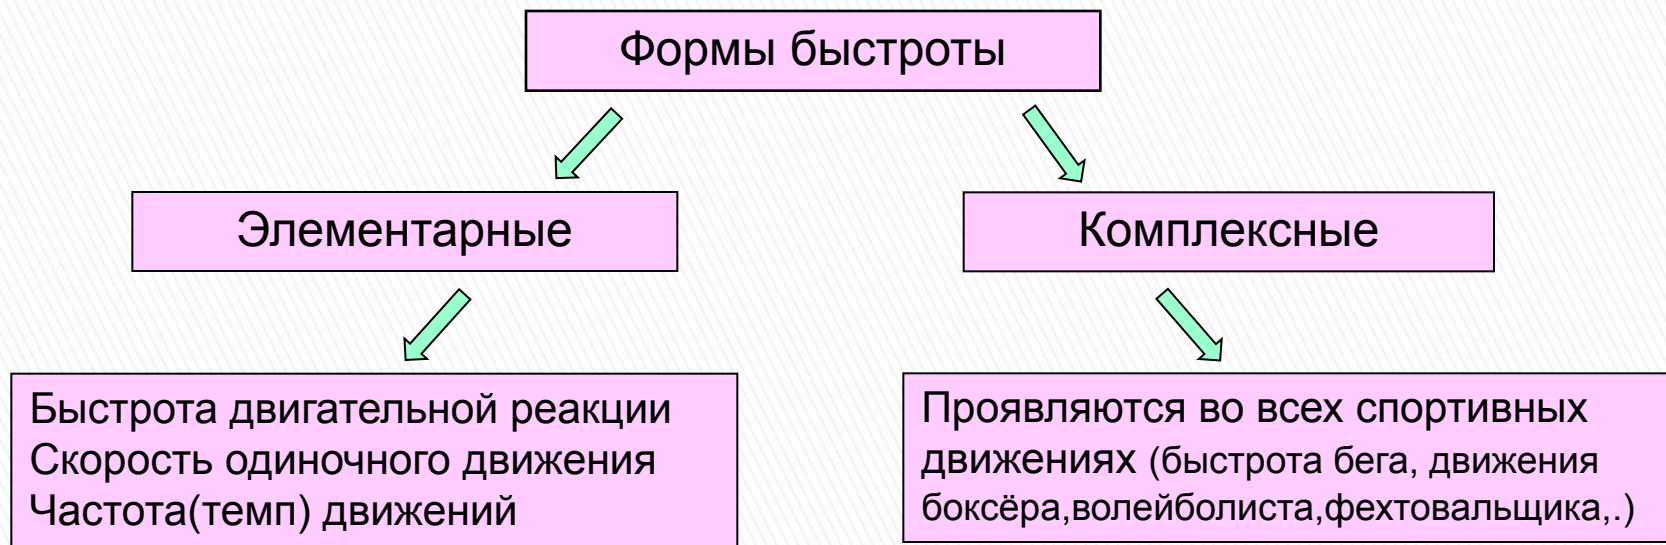 Формы быстроты
Элементарные
Комплексные
Быстрота двигательной реакции
Скорость одиночного движения
Частота(темп) движений
Проявляются во всех спортивных
движениях (быстрота бега, движения
боксёра,волейболиста,фехтовальщика,.)